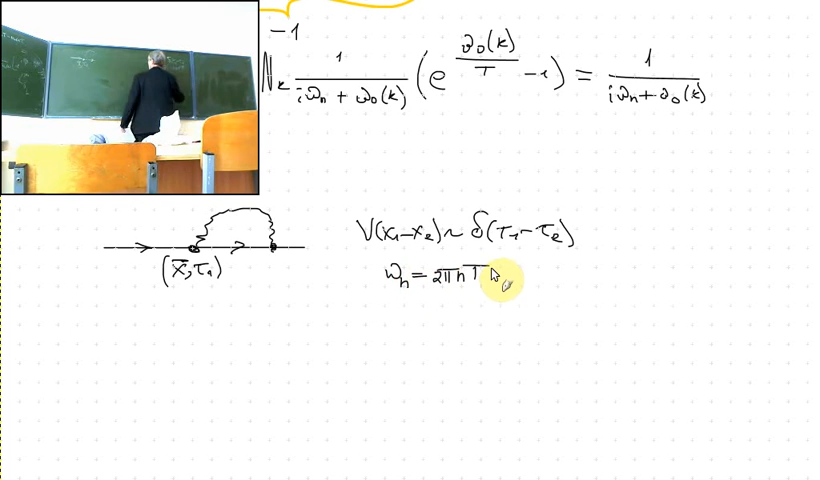 -1
N_k 1/(iω_n + ω_0(k)) (e^{ω_0(k)/T} - 1) = 1/(iω_n + ω_0(k))
V(x_1-x_2) ~ δ(τ_1-τ_2)
(x̄, τ_1)
ω_n = 2πnT